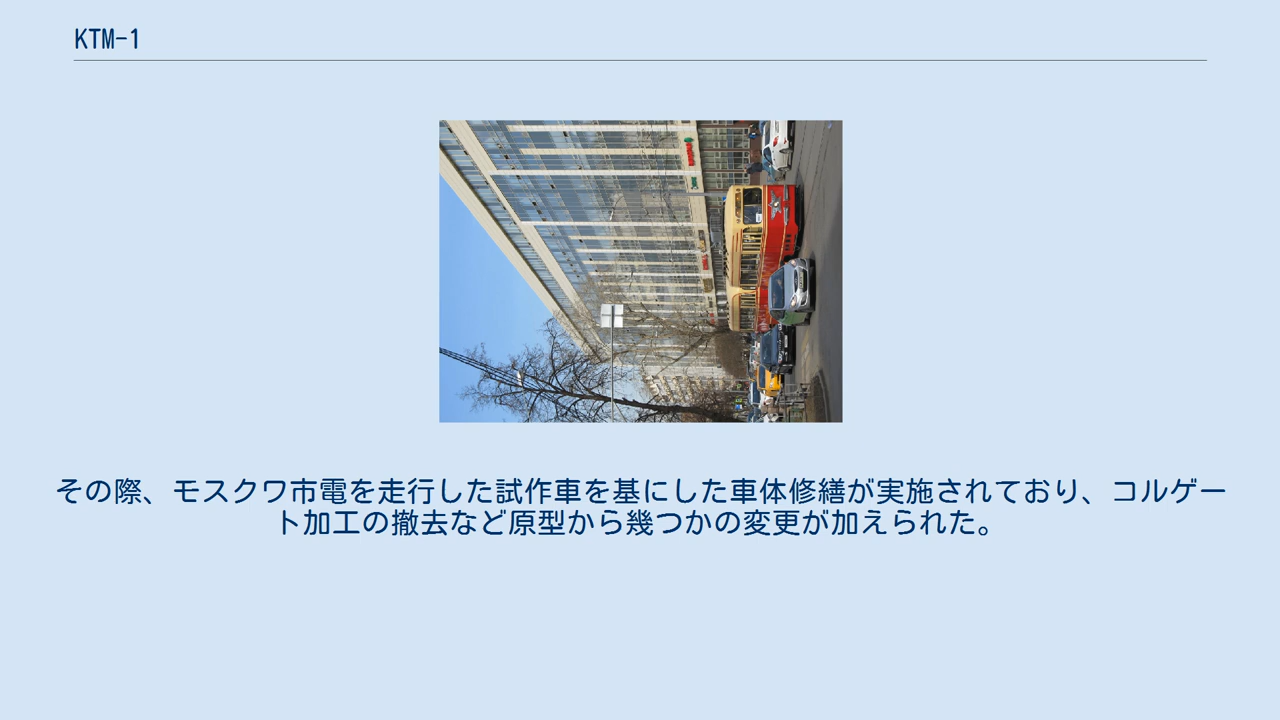 KTM-1
その際、モスクワ市電を走行した試作車を基にした車体修繕が実施されており、コルゲー
ト加工の撤去など原型から幾つかの変更が加えられた。